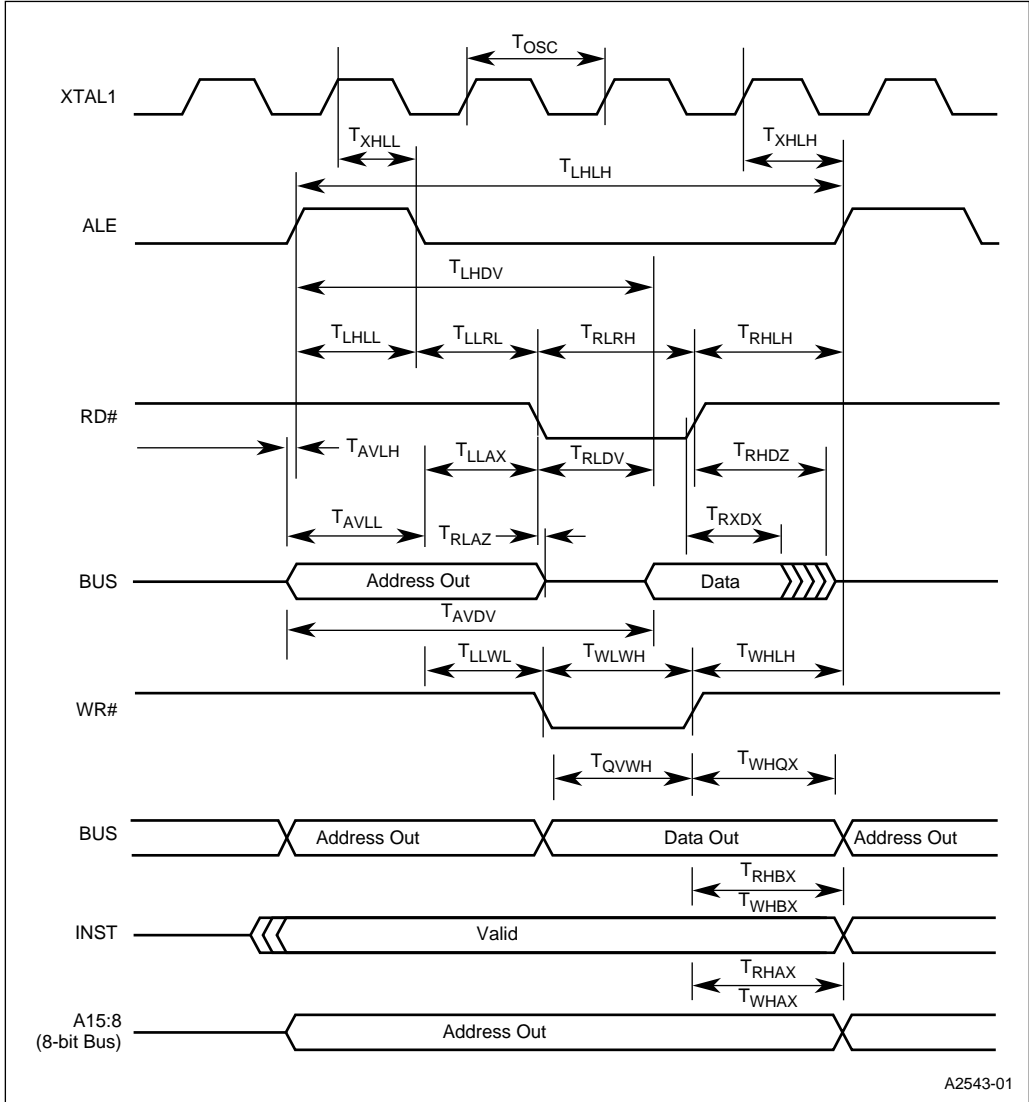 T_OSC
XTAL1
T_XHLL T_XHLH
T_LHLH
ALE
T_LHDV
T_LHLL T_LLRL T_RLRH T_RHLH
RD#
T_AVLH T_LLAX T_RLDV T_RHDZ
T_AVLL T_RLAZ T_RXDX
BUS Address Out Data
T_AVDV
T_LLWL T_WLWH T_WHLH
WR#
T_QVWH T_WHQX
BUS Address Out Data Out Address Out
T_RHBX
T_WHBX
INST Valid
T_RHAX
T_WHAX
A15:8
(8-bit Bus) Address Out
A2543-01